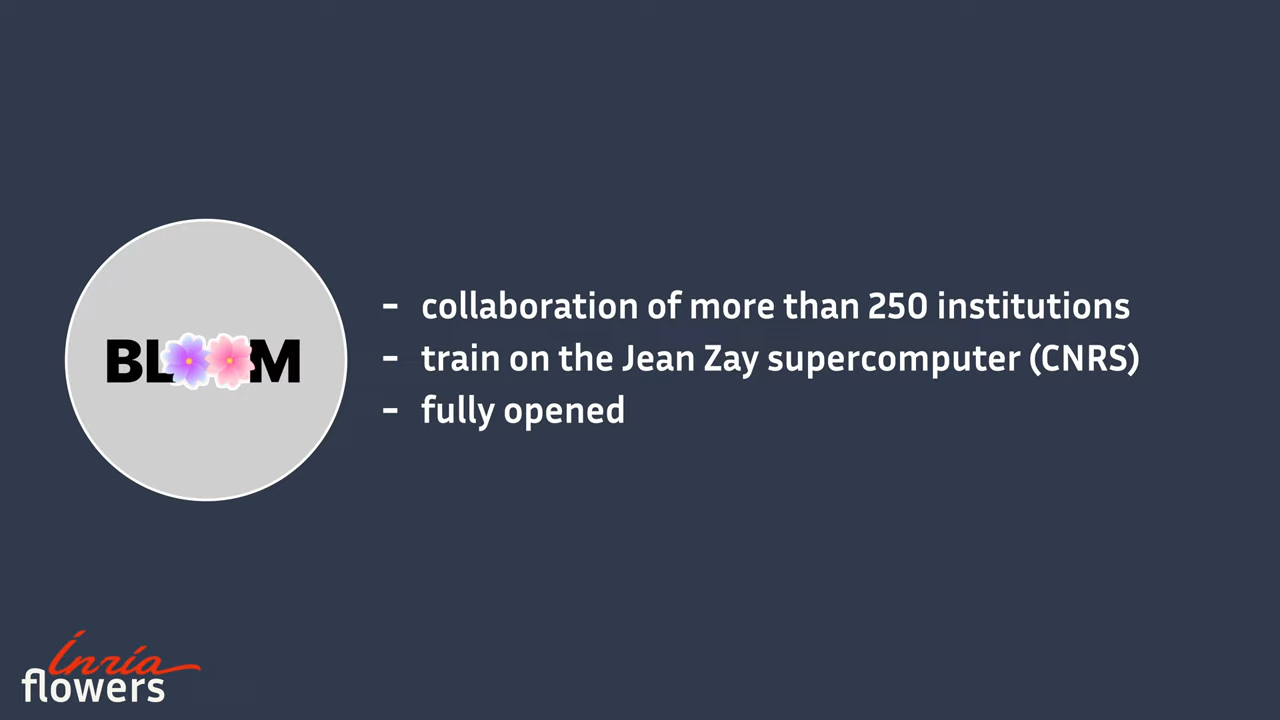 BLOOM
- collaboration of more than 250 institutions
- train on the Jean Zay supercomputer (CNRS)
- fully opened
Inria
flowers